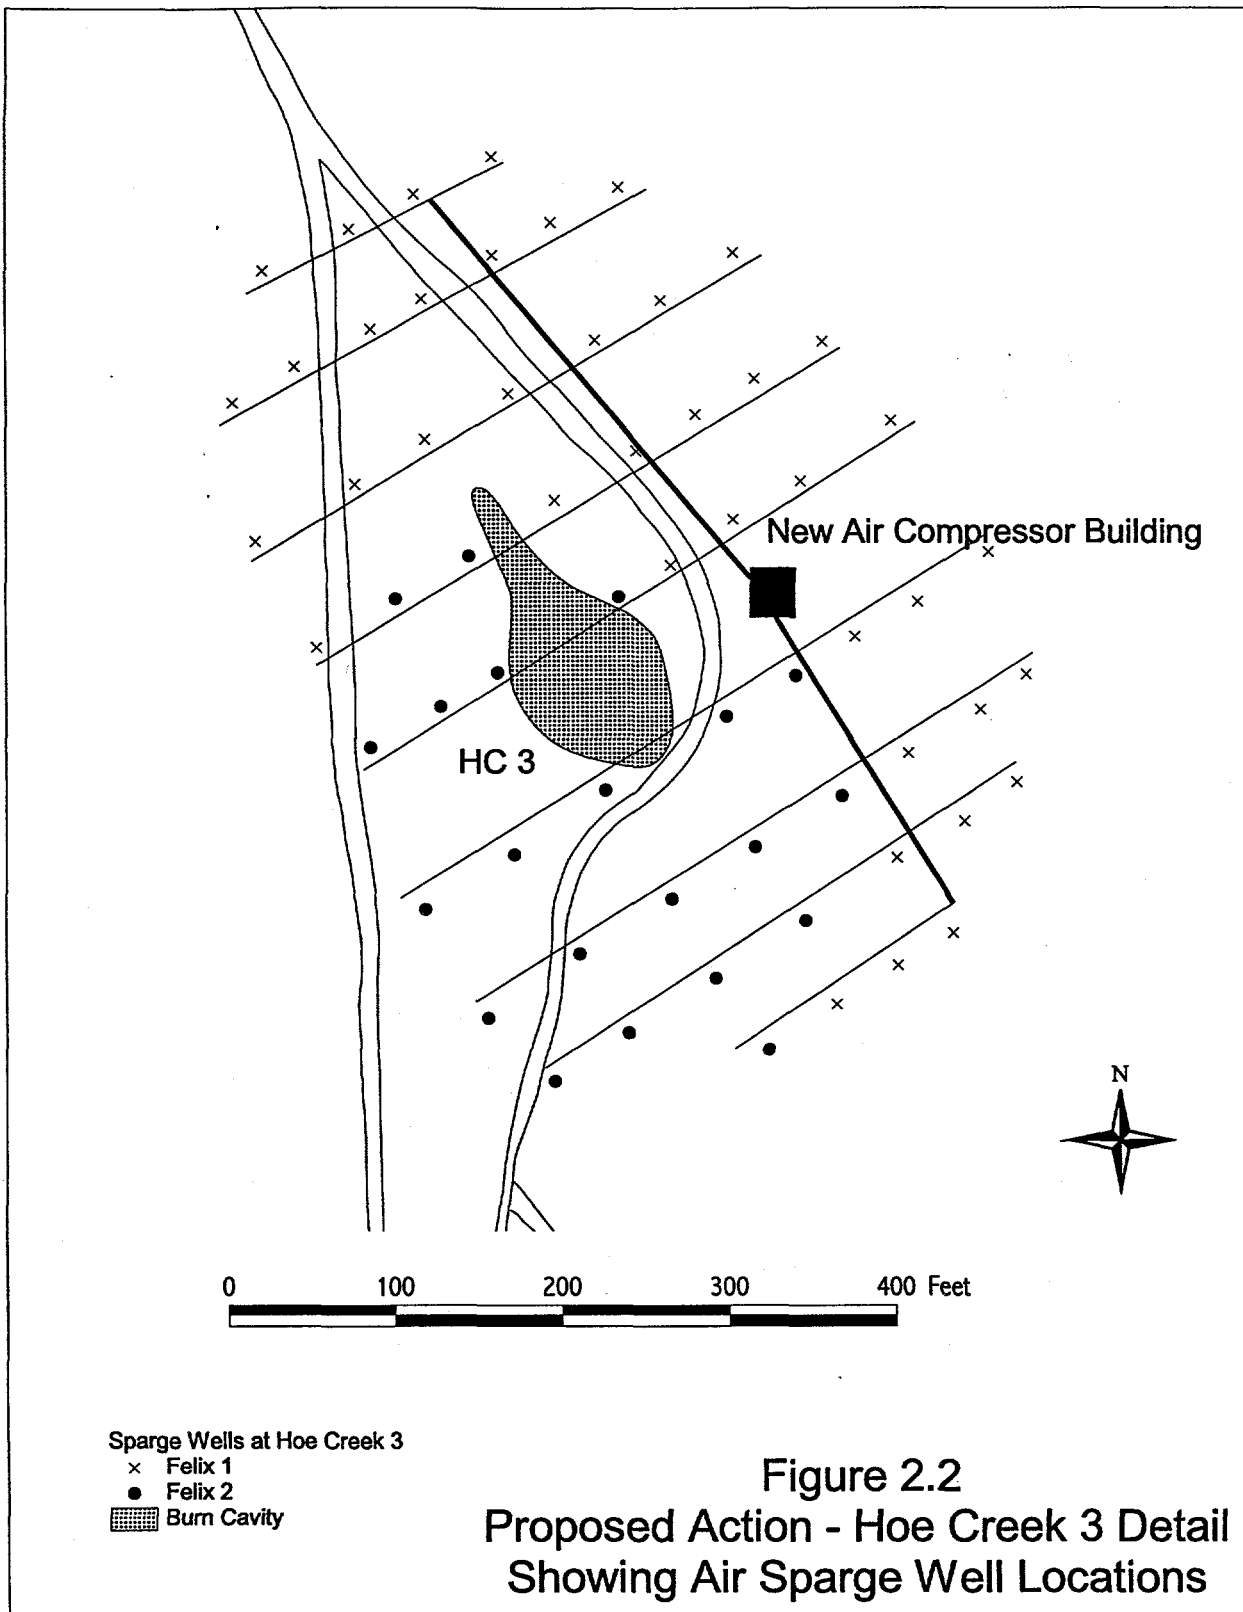 New Air Compressor Building
HC 3
N
0 100 200 300 400 Feet
Sparge Wells at Hoe Creek 3
Felix 1
Felix 2
Burn Cavity
Figure 2.2
Proposed Action - Hoe Creek 3 Detail
Showing Air Sparge Well Locations